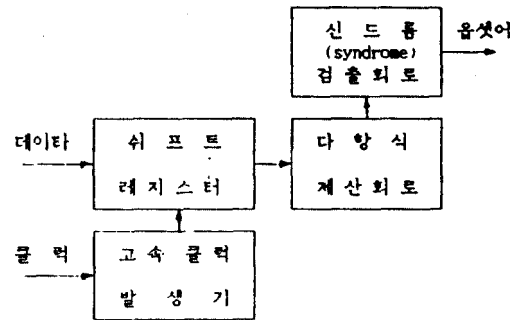 신 드 롬
(syndrome)
검출회로
옵셋어
데이타
쉬 프 트
레지스터
다 항 식
제산회로
클 럭
고속 클럭
발 생 기